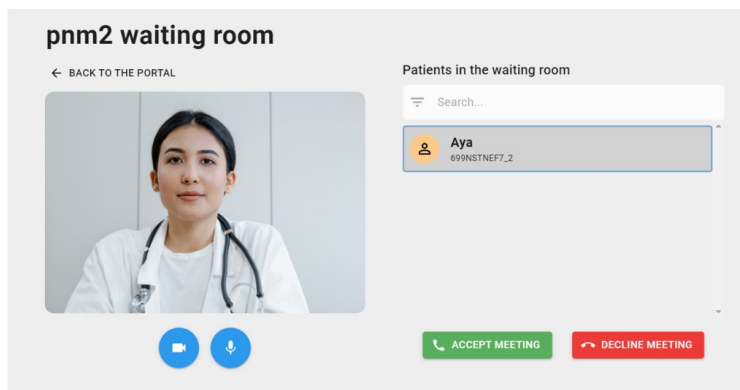 pnm2 waiting room
BACK TO THE PORTAL
Patients in the waiting room
Search...
Aya
699NSTNEF7_2
ACCEPT MEETING
DECLINE MEETING